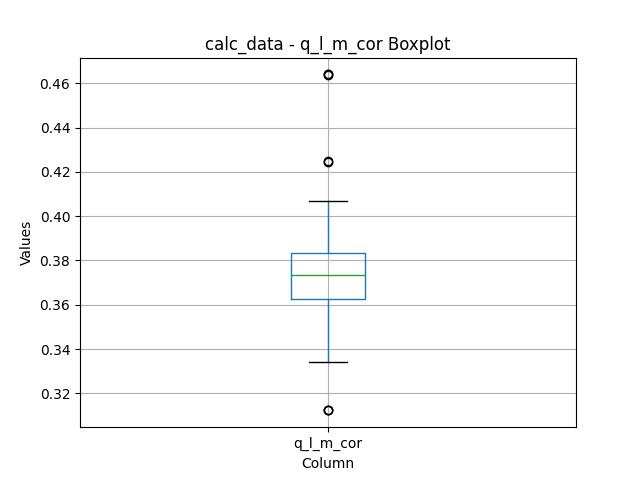 calc_data - q_l_m_cor Boxplot
0.46
0.44
0.42
0.40
0.38
0.36
0.34
0.32
Values
q_l_m_cor
Column